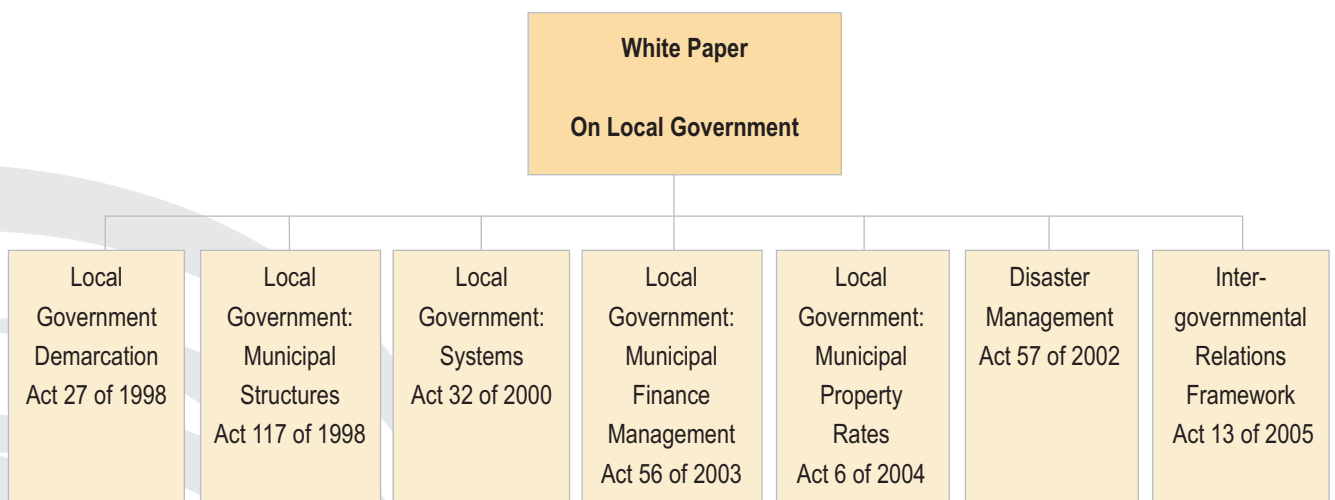 White Paper
On Local Government
Local
Government
Demarcation
Act 27 of 1998
Local
Government:
Municipal
Structures
Act 117 of 1998
Local
Government:
Systems
Act 32 of 2000
Local
Government:
Municipal
Finance
Management
Act 56 of 2003
Local
Government:
Municipal
Property
Rates
Act 6 of 2004
Disaster
Management
Act 57 of 2002
Inter-
governmental
Relations
Framework
Act 13 of 2005